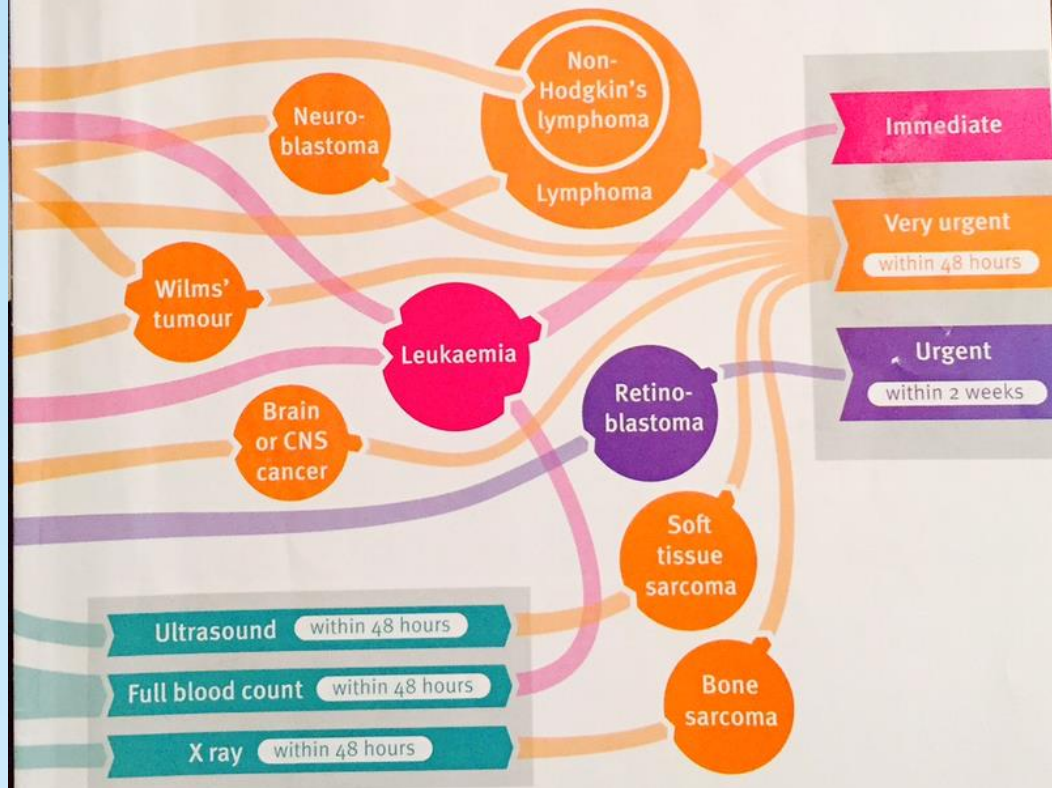 Non-
Hodgkin's
lymphoma
Lymphoma
Neuro-
blastoma
Immediate
Very urgent
within 48 hours
Wilms'
tumour
Leukaemia
Urgent
within 2 weeks
Retino-
blastoma
Brain
or CNS
cancer
Soft
tissue
sarcoma
Ultrasound within 48 hours
Full blood count within 48 hours
X ray within 48 hours
Bone
sarcoma